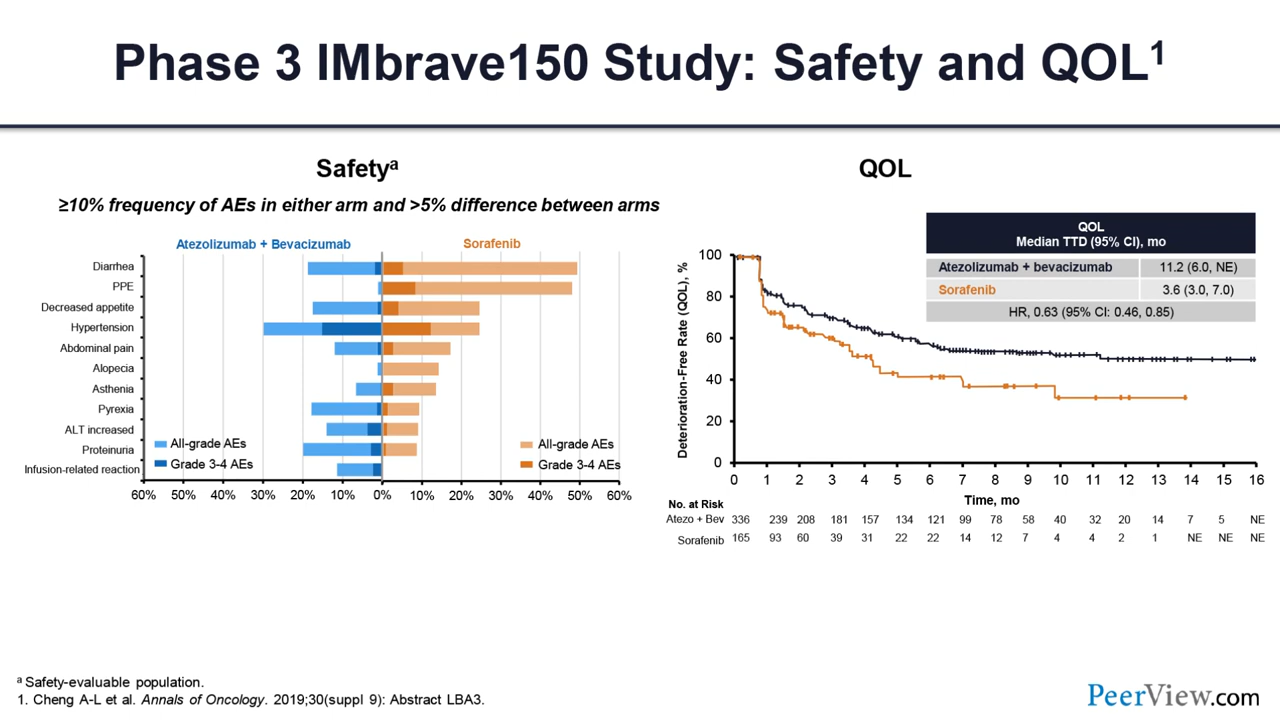 Phase 3 IMbrave150 Study: Safety and QOL1
Safetya
≥10% frequency of AEs in either arm and >5% difference between arms
Atezolizumab + Bevacizumab
Sorafenib
Diarrhea
PPE
Decreased appetite
Hypertension
Abdominal pain
Alopecia
Asthenia
Pyrexia
ALT increased
Proteinuria
Infusion-related reaction
All-grade AEs
Grade 3-4 AEs
All-grade AEs
Grade 3-4 AEs
60% 50% 40% 30% 20% 10% 0% 10% 20% 30% 40% 50% 60%
QOL
QOL
Median TTD (95% CI), mo
Atezolizumab + bevacizumab 11.2 (6.0, NE)
Sorafenib 3.6 (3.0, 7.0)
HR, 0.63 (95% CI: 0.46, 0.85)
Deterioration-Free Rate (QOL), %
100
80
60
40
20
0
0 1 2 3 4 5 6 7 8 9 10 11 12 13 14 15 16
Time, mo
No. at Risk
Atezo + Bev 336 239 208 181 157 134 121 99 78 58 40 32 20 14 7 5 NE
Sorafenib 165 93 60 39 31 22 22 14 12 7 4 4 2 1 NE NE NE
a Safety-evaluable population.
1. Cheng A-L et al. Annals of Oncology. 2019;30(suppl 9): Abstract LBA3.
PeerView.com